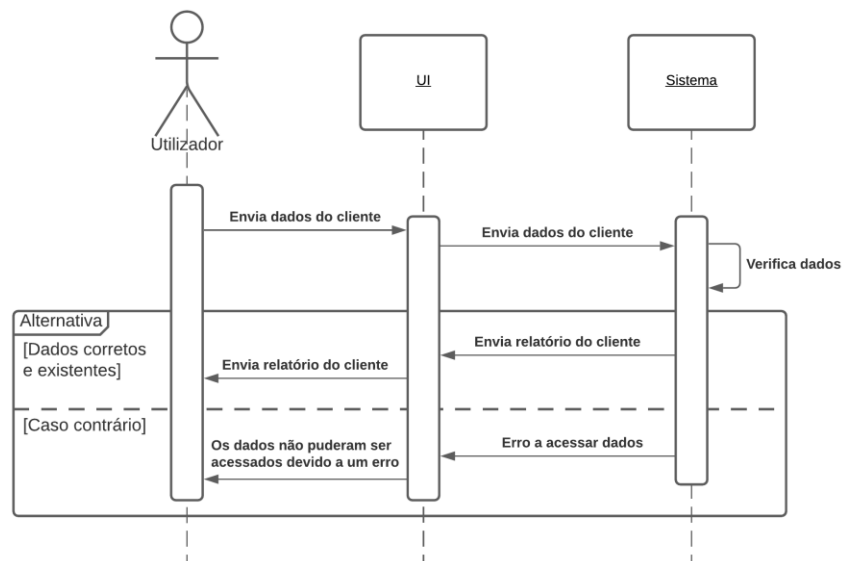 UI
Sistema
Utilizador
Envia dados do cliente
Envia dados do cliente
Verifica dados
Alternativa
[Dados corretos
e existentes]
Envia relatório do cliente
Envia relatório do cliente
[Caso contrário]
Erro a acessar dados
Os dados não puderam ser
acessados devido a um erro